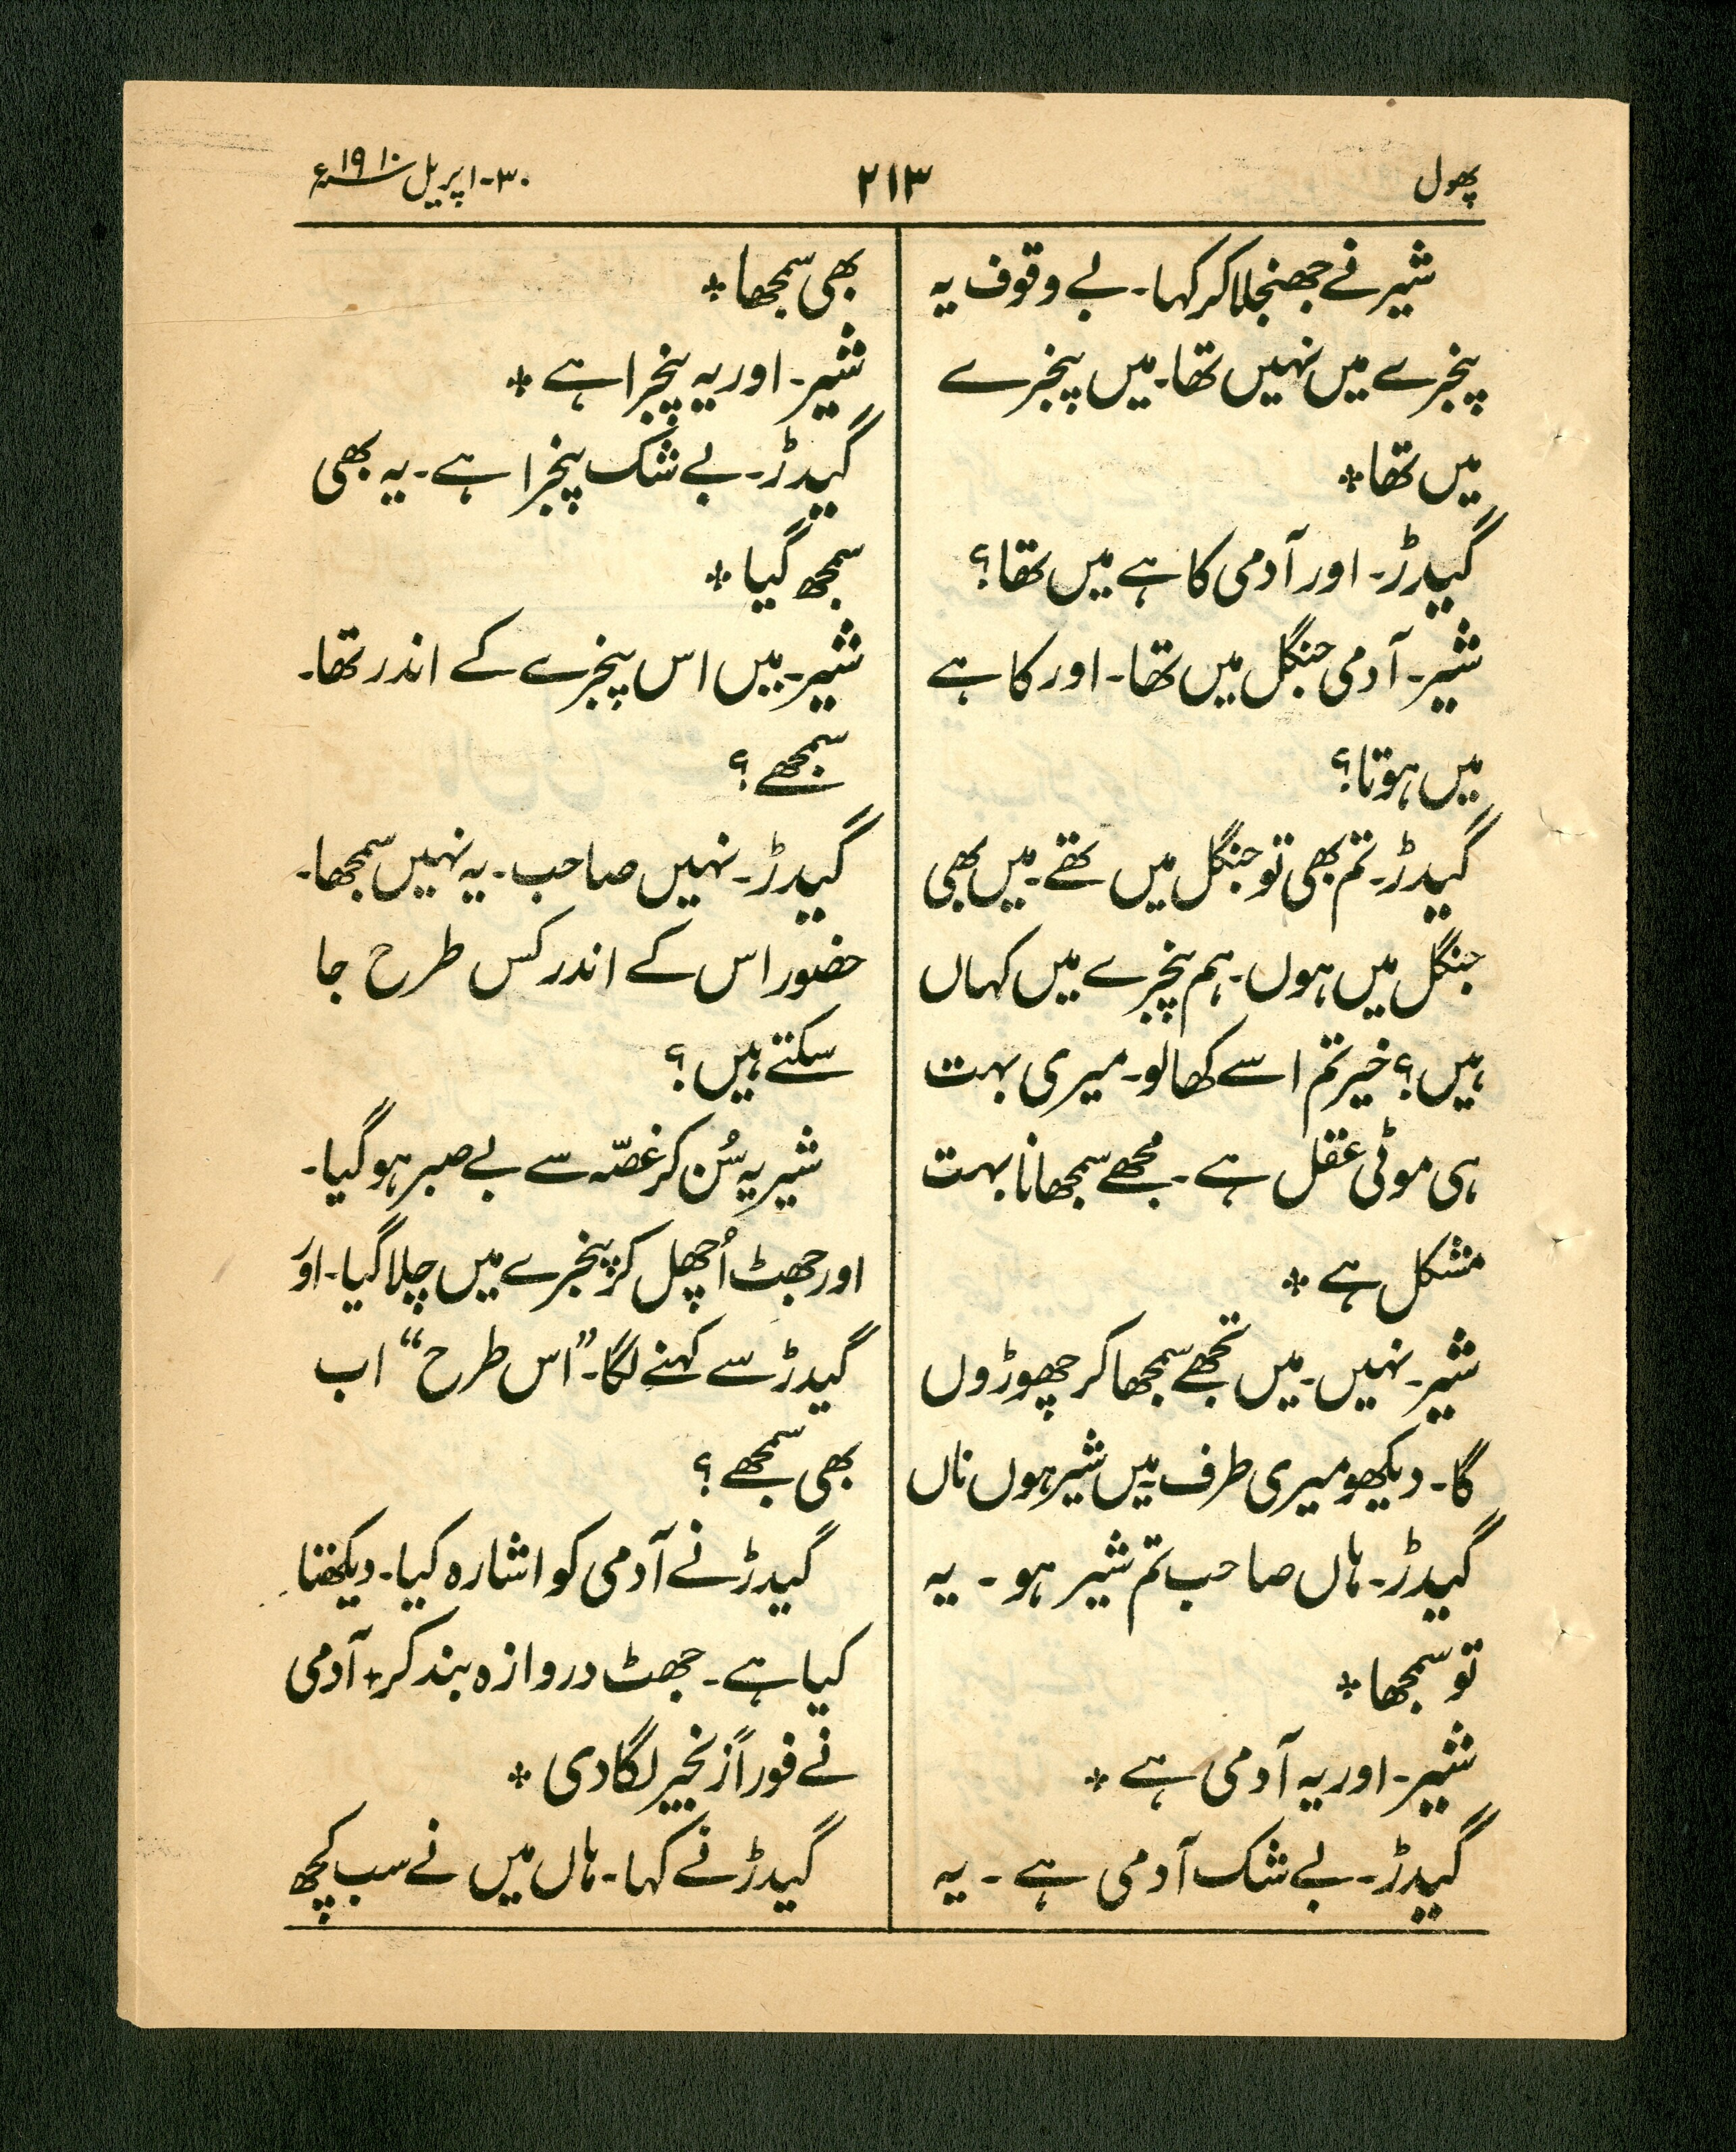 پھول
۲۱۳
۳۰-اپریل ۱۹۱۰ء
شیر نے جھنجلا کر کہا۔ بے وقوف یہ
پنجرے میں نہیں تھا۔ میں پنجرے
میں تھا ٭
گیدڑ۔ اور آدمی کاہے میں تھا؟
شیر۔ آدمی جنگل میں تھا۔ اور کاہے
میں ہوتا؟
گیدڑ۔ تم بھی تو جنگل میں تھے۔ میں بھی
جنگل میں ہوں۔ ہم پنجرے میں کہاں
ہیں؟ خیر تم اسے کھا لو۔ میری بہت
ہی موٹی عقل ہے۔ مجھے سمجھانا بہت
مشکل ہے ٭
شیر۔ نہیں۔ میں تجھے سمجھا کر چھوڑوں
گا۔ دیکھو میری طرف میں شیر ہوں ناں
گیدڑ۔ ہاں صاحب تم شیر ہو۔ یہ
تو سمجھا ٭
شیر۔ اور یہ آدمی ہے ٭
گیدڑ۔ بے شک آدمی ہے۔ یہ
بھی سمجھا ٭
شیر۔ اور یہ پنجرا ہے ٭
گیدڑ۔ بے شک پنجرا ہے۔ یہ بھی
سمجھ گیا ٭
شیر۔ میں اس پنجرے کے اندر تھا۔
سمجھے؟
گیدڑ۔ نہیں صاحب۔ یہ نہیں سمجھا۔
حضور اس کے اندر کس طرح جا
سکتے ہیں؟
شیر یہ سُن کر غصّہ سے بے صبر ہو گیا۔
اور جھٹ اُچھل کر پنجرے میں چلا گیا۔ اور
گیدڑ سے کہنے لگا۔ ”اس طرح“ اب
بھی سمجھے؟
گیدڑ نے آدمی کو اشارہ کیا۔ دیکھتا
کیا ہے۔ جھٹ دروازہ بند کر ٭ آدمی
نے فوراً زنجیر لگا دی ٭
گیدڑ نے کہا۔ ہاں میں نے سب کچھ